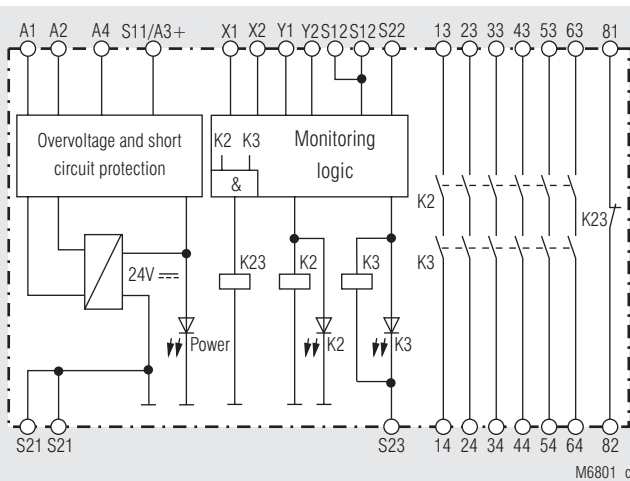 A1 A2 A4 S11/A3+ X1 X2 Y1 Y2 S12 S12 S22 13 23 33 43 53 63 81
Overvoltage and short
circuit protection
K2 K3
&
Monitoring
logic
K2
K23
K3
24V
K23
K2
K3
Power
K2
K3
S21 S21 S23 14 24 34 44 54 64 82
M6801_c